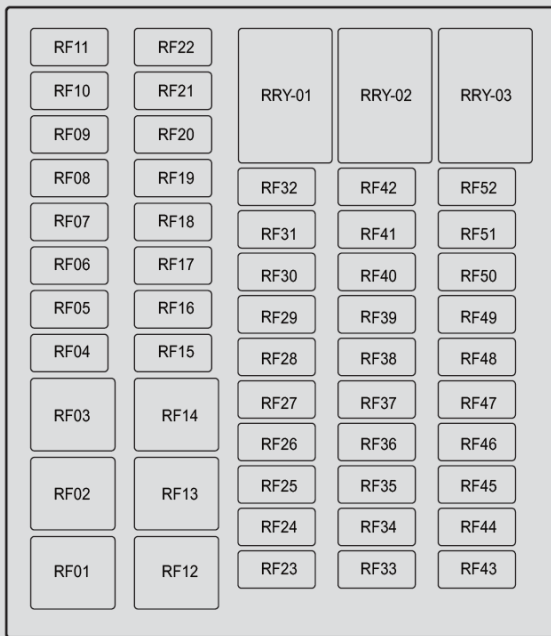 RF11 RF22 RRY-01 RRY-02 RRY-03
RF10 RF21
RF09 RF20
RF08 RF19 RF32 RF42 RF52
RF07 RF18 RF31 RF41 RF51
RF06 RF17 RF30 RF40 RF50
RF05 RF16 RF29 RF39 RF49
RF04 RF15 RF28 RF38 RF48
RF03 RF14 RF27 RF37 RF47
RF26 RF36 RF46
RF02 RF13 RF25 RF35 RF45
RF24 RF34 RF44
RF01 RF12 RF23 RF33 RF43